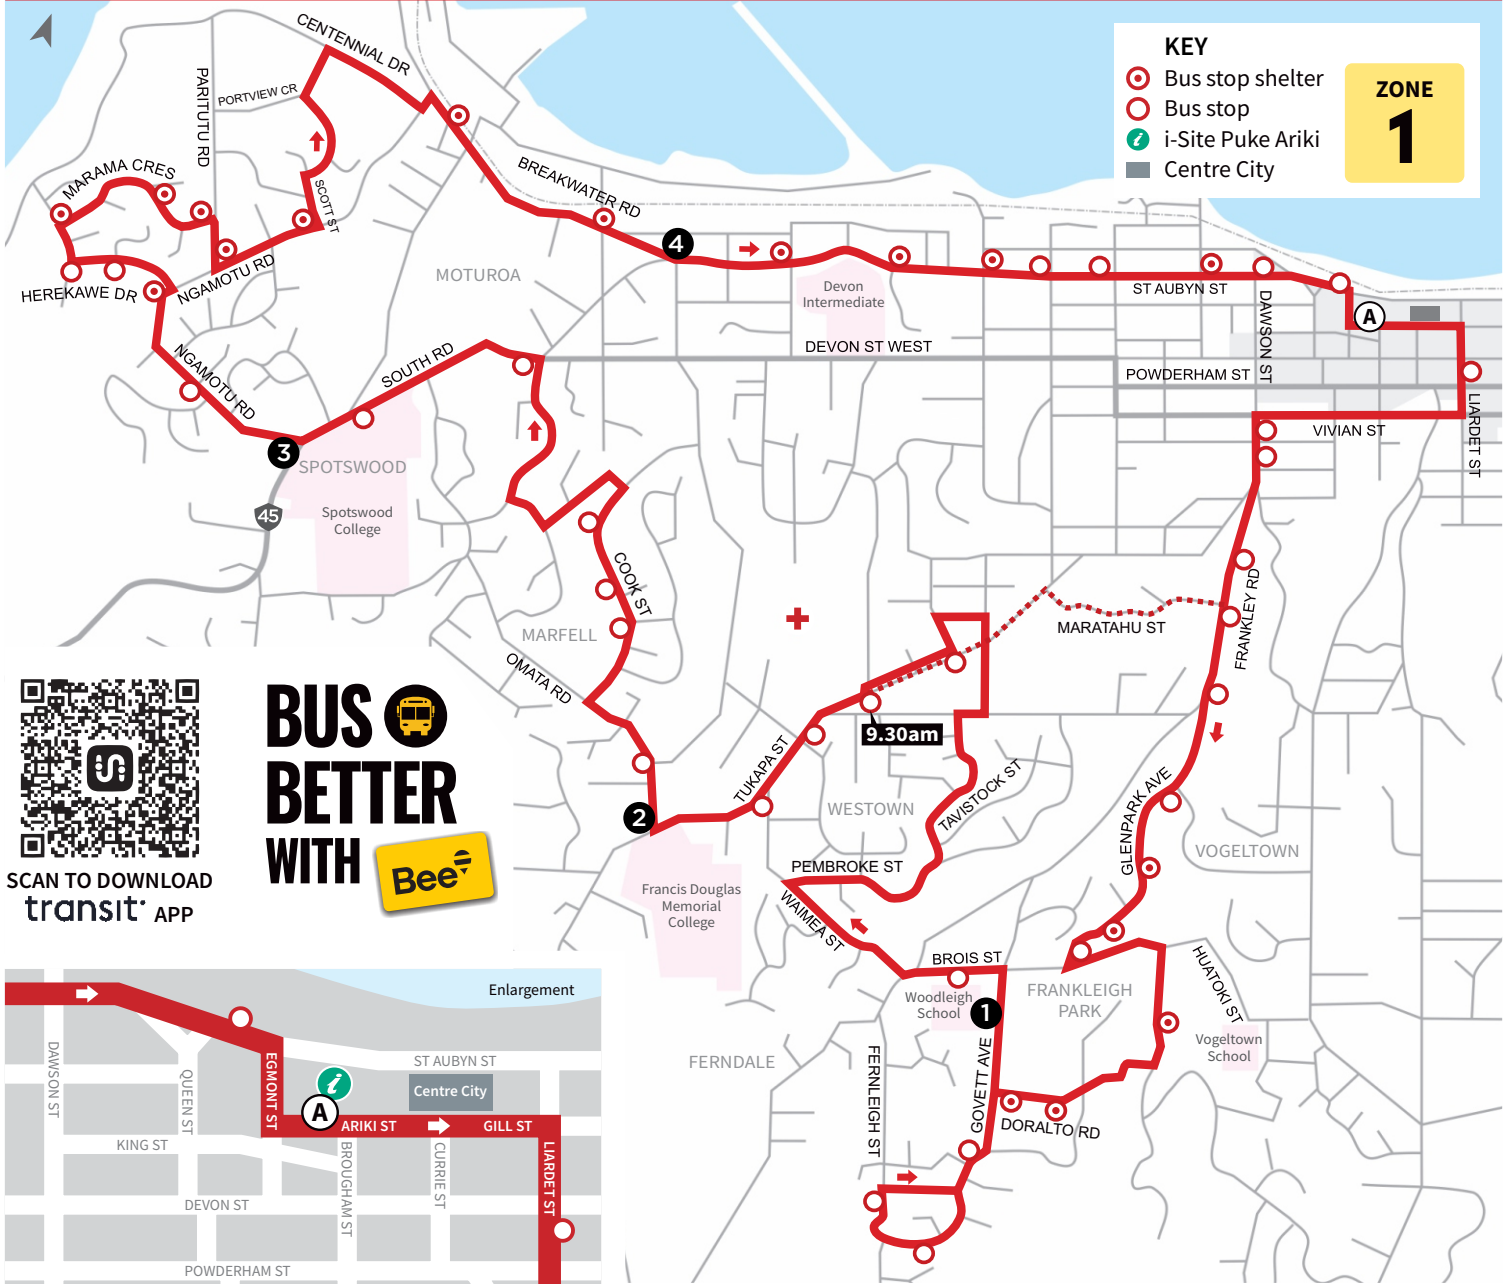 KEY
Bus stop shelter
Bus stop
i
i-Site Puke Ariki
Centre City
ZONE
1
CENTENNIAL DR
PARITUTU RD
PORTVIEW CR
MARAMA CRES
SCOTT ST
BREAKWATER RD
4
HEREKAWE DR
NGAMOTU RD
MOTUROA
Devon
Intermediate
ST AUBYN ST
DAWSON ST
A
DEVON ST WEST
POWDERHAM ST
NGAMOTU RD
SOUTH RD
LIARDET ST
VIVIAN ST
3
SPOTSWOOD
45
Spotswood
College
COOK ST
MARFELL
OMATA RD
MARATAHU ST
FRANKLEY RD
9.30am
TUKAPA ST
2
WESTOWN
TAVISTOCK ST
GLENPARK AVE
VOGELTOWN
PEMBROKE ST
WAIMEA ST
Francis Douglas
Memorial
College
BROIS ST
Woodleigh
School
1
FRANKLEIGH
PARK
HUATOKI ST
Vogeltown
School
FERNDALE
FERNLEIGH ST
GOVETT AVE
DORALTO RD
SCAN TO DOWNLOAD
transit APP
BUS
BETTER
WITH
Bee
Enlargement
DAWSON ST
QUEEN ST
EGMONT ST
ST AUBYN ST
i
Centre City
A
ARIKI ST
GILL ST
KING ST
BROUGHAM ST
CURRIE ST
LIARDET ST
DEVON ST
POWDERHAM ST